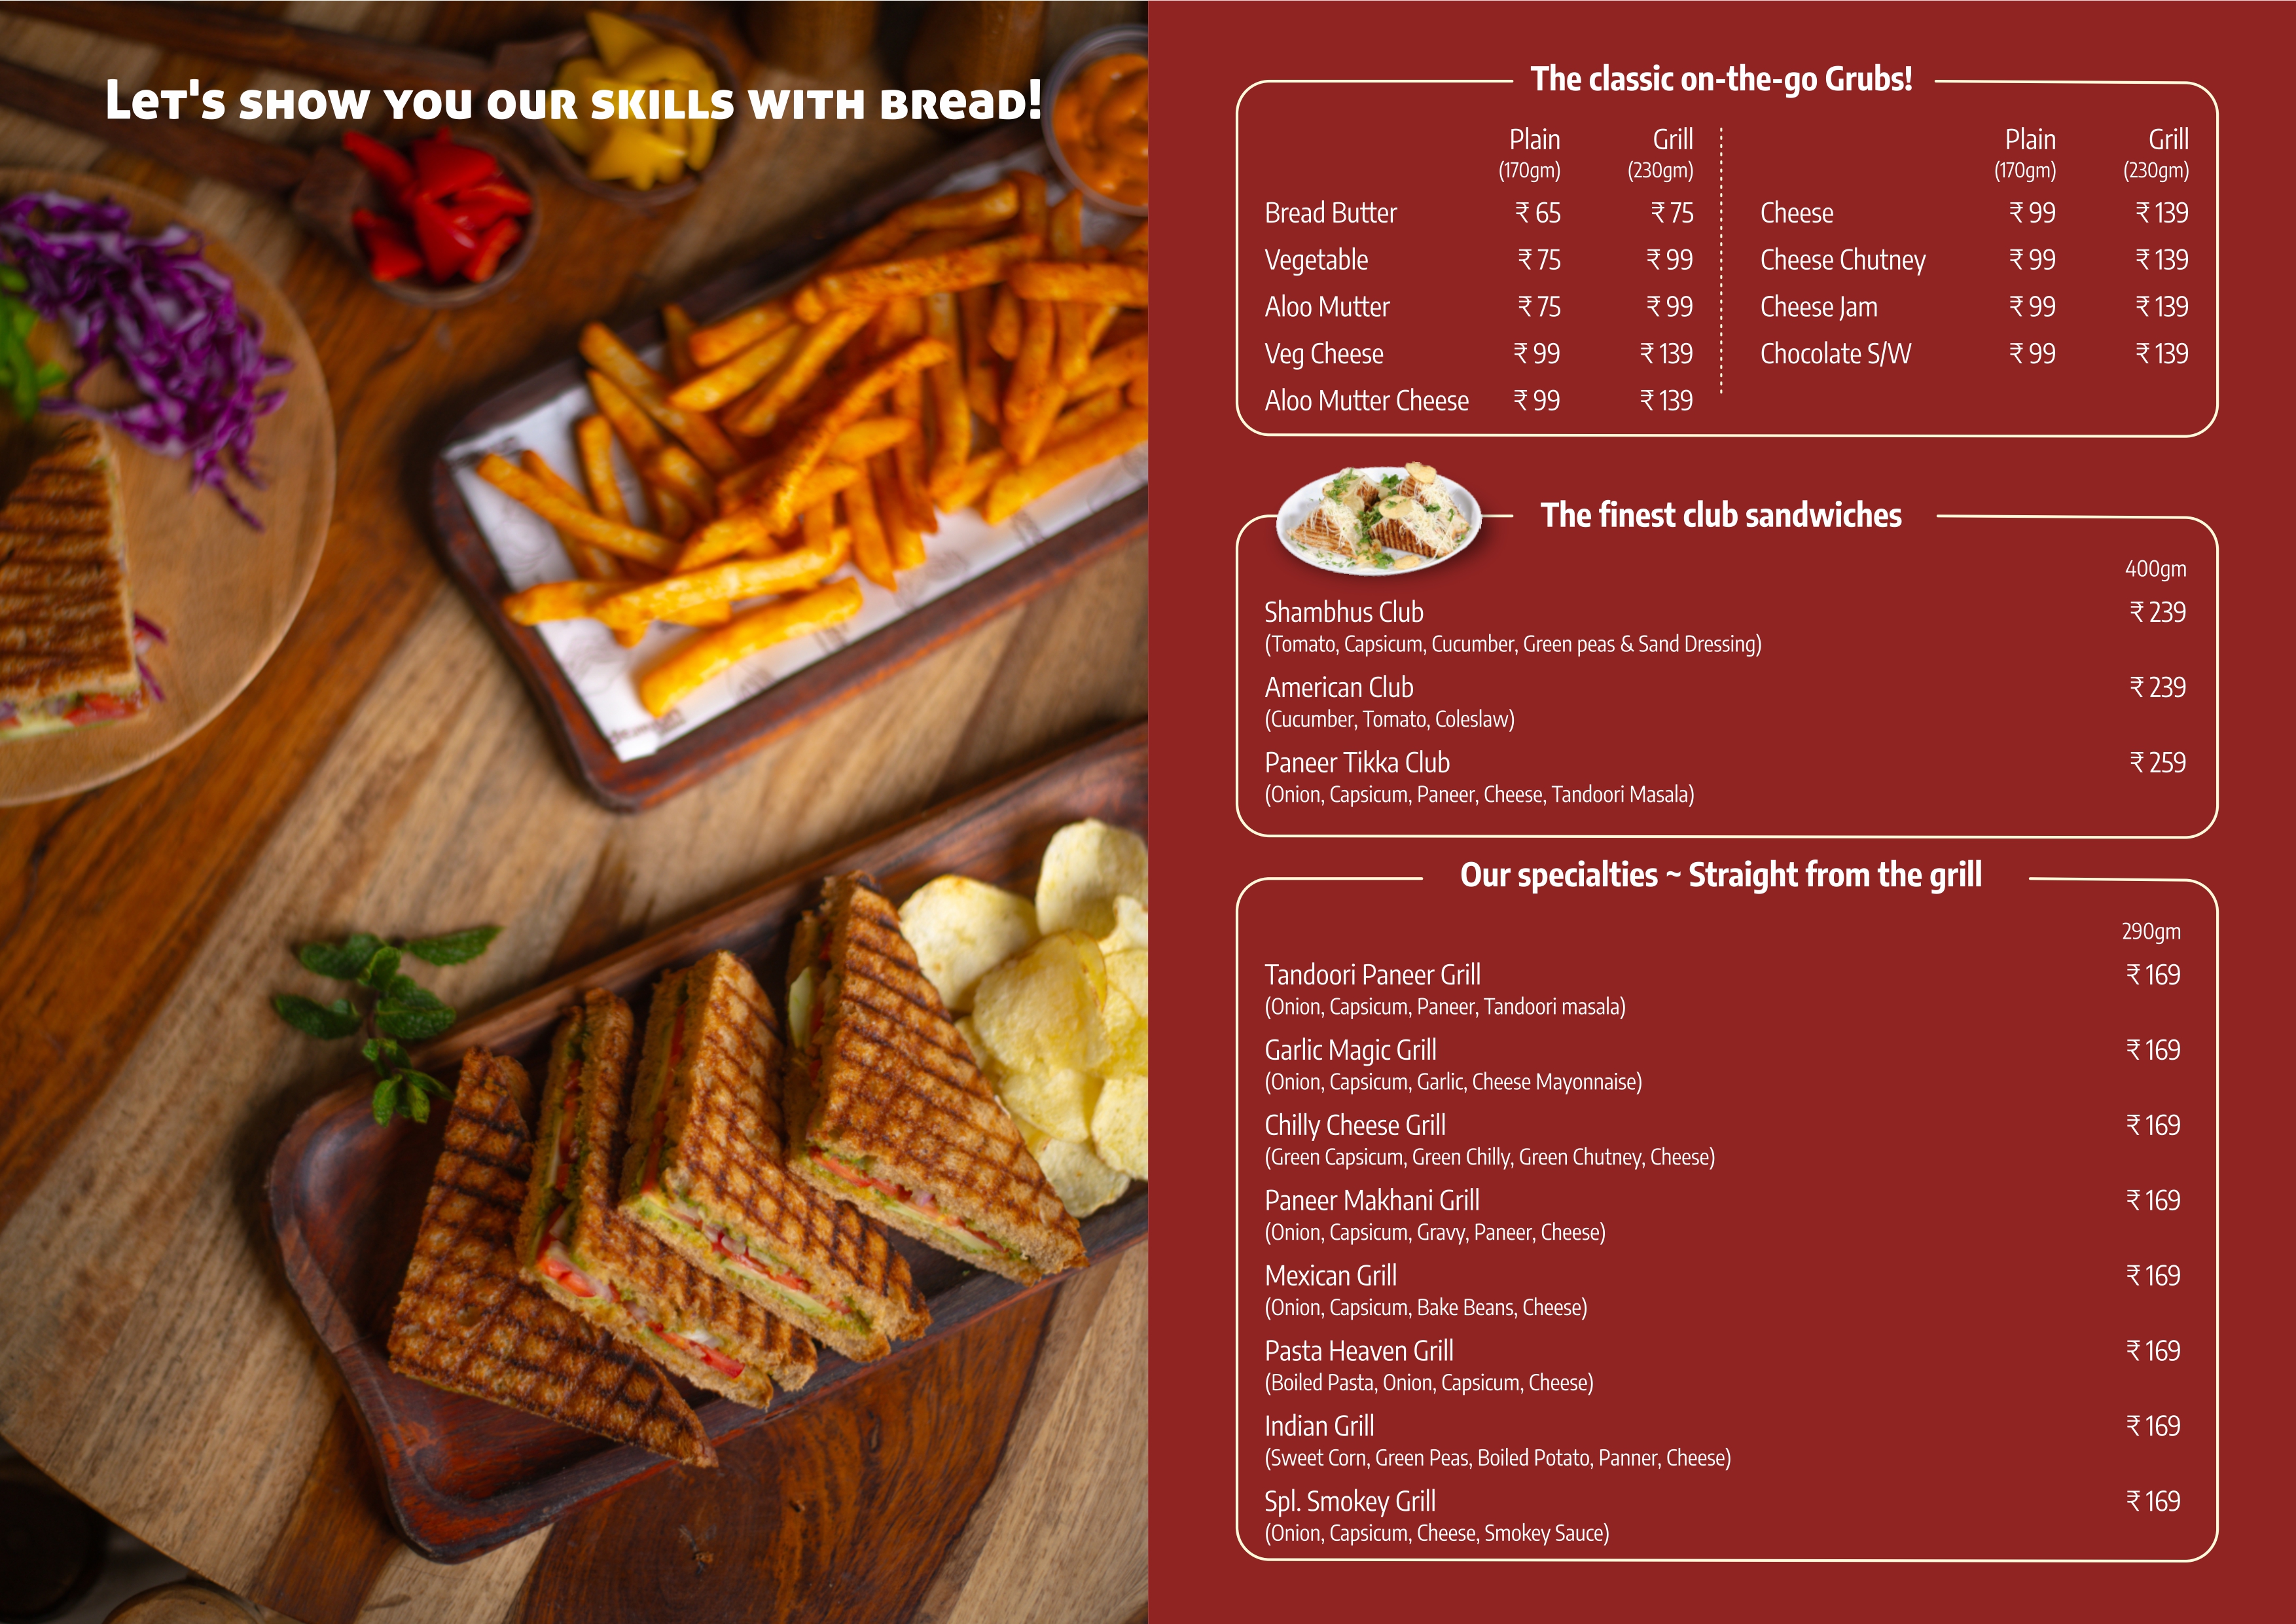 Let's show you our skills with bread!
The classic on-the-go Grubs!
Plain Grill
(170gm) (230gm)
Bread Butter ₹ 65 ₹ 75
Vegetable ₹ 75 ₹ 99
Aloo Mutter ₹ 75 ₹ 99
Veg Cheese ₹ 99 ₹ 139
Aloo Mutter Cheese ₹ 99 ₹ 139
Plain Grill
(170gm) (230gm)
Cheese ₹ 99 ₹ 139
Cheese Chutney ₹ 99 ₹ 139
Cheese Jam ₹ 99 ₹ 139
Chocolate S/W ₹ 99 ₹ 139
The finest club sandwiches
400gm
Shambhus Club ₹ 239
(Tomato, Capsicum, Cucumber, Green peas & Sand Dressing)
American Club ₹ 239
(Cucumber, Tomato, Coleslaw)
Paneer Tikka Club ₹ 259
(Onion, Capsicum, Paneer, Cheese, Tandoori Masala)
Our specialties ~ Straight from the grill
290gm
Tandoori Paneer Grill ₹ 169
(Onion, Capsicum, Paneer, Tandoori masala)
Garlic Magic Grill ₹ 169
(Onion, Capsicum, Garlic, Cheese Mayonnaise)
Chilly Cheese Grill ₹ 169
(Green Capsicum, Green Chilly, Green Chutney, Cheese)
Paneer Makhani Grill ₹ 169
(Onion, Capsicum, Gravy, Paneer, Cheese)
Mexican Grill ₹ 169
(Onion, Capsicum, Bake Beans, Cheese)
Pasta Heaven Grill ₹ 169
(Boiled Pasta, Onion, Capsicum, Cheese)
Indian Grill ₹ 169
(Sweet Corn, Green Peas, Boiled Potato, Panner, Cheese)
Spl. Smokey Grill ₹ 169
(Onion, Capsicum, Cheese, Smokey Sauce)